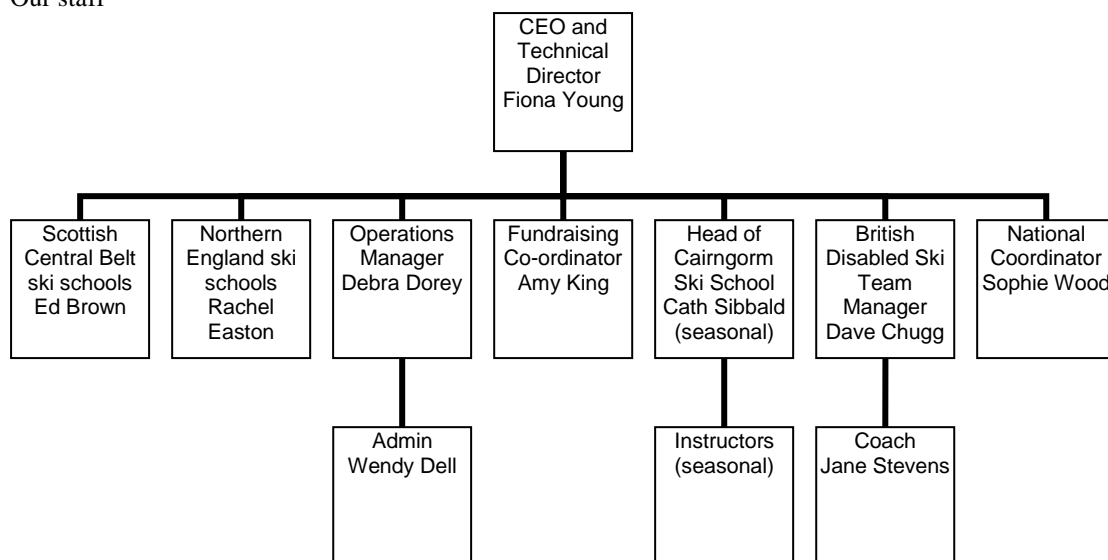 Our staff
CEO and
Technical
Director
Fiona Young
Scottish
Central Belt
ski schools
Ed Brown
Northern
England ski
schools
Rachel
Easton
Operations
Manager
Debra Dorey
Fundraising
Co-ordinator
Amy King
Head of
Cairngorm
Ski School
Cath Sibbald
(seasonal)
British
Disabled Ski
Team
Manager
Dave Chugg
National
Coordinator
Sophie Wood
Admin
Wendy Dell
Instructors
(seasonal)
Coach
Jane Stevens